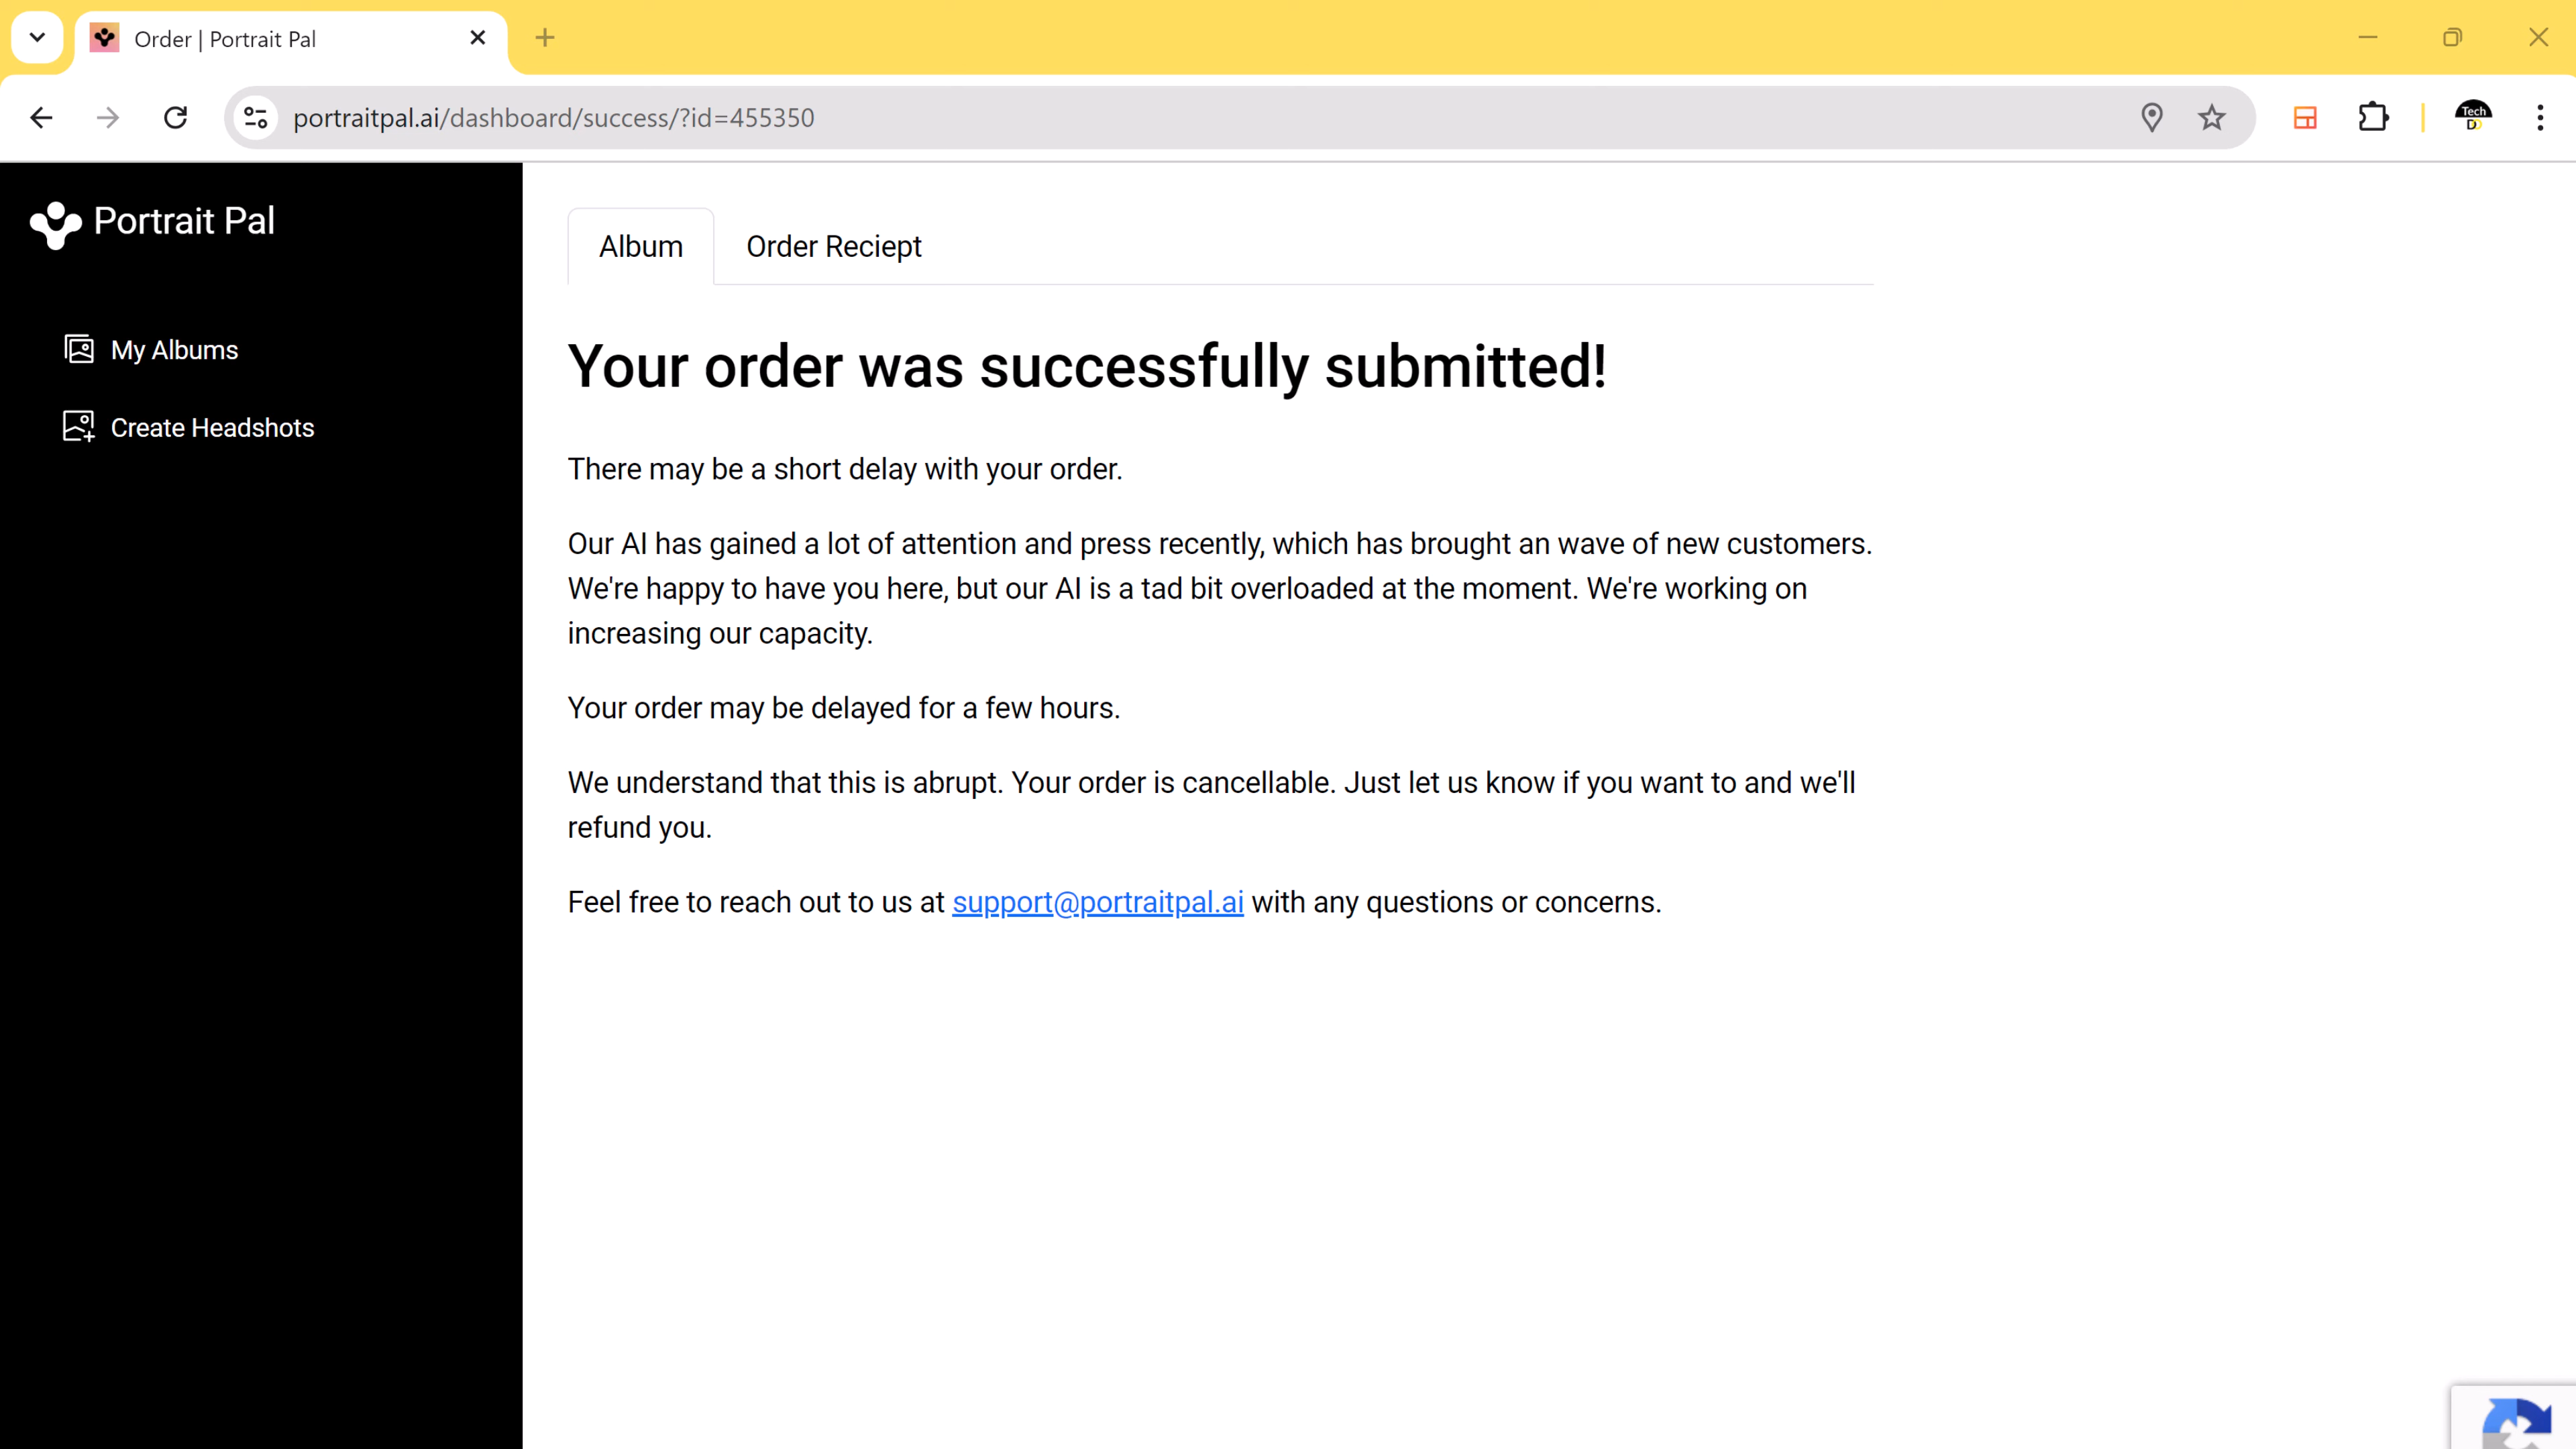 Order | Portrait Pal
portraitpal.ai/dashboard/success/?id=455350
Tech
DO
Portrait Pal
My Albums
Create Headshots
Album
Order Reciept
Your order was successfully submitted!
There may be a short delay with your order.
Our AI has gained a lot of attention and press recently, which has brought an wave of new customers.
We're happy to have you here, but our AI is a tad bit overloaded at the moment. We're working on
increasing our capacity.
Your order may be delayed for a few hours.
We understand that this is abrupt. Your order is cancellable. Just let us know if you want to and we'll
refund you.
Feel free to reach out to us at support@portraitpal.ai with any questions or concerns.